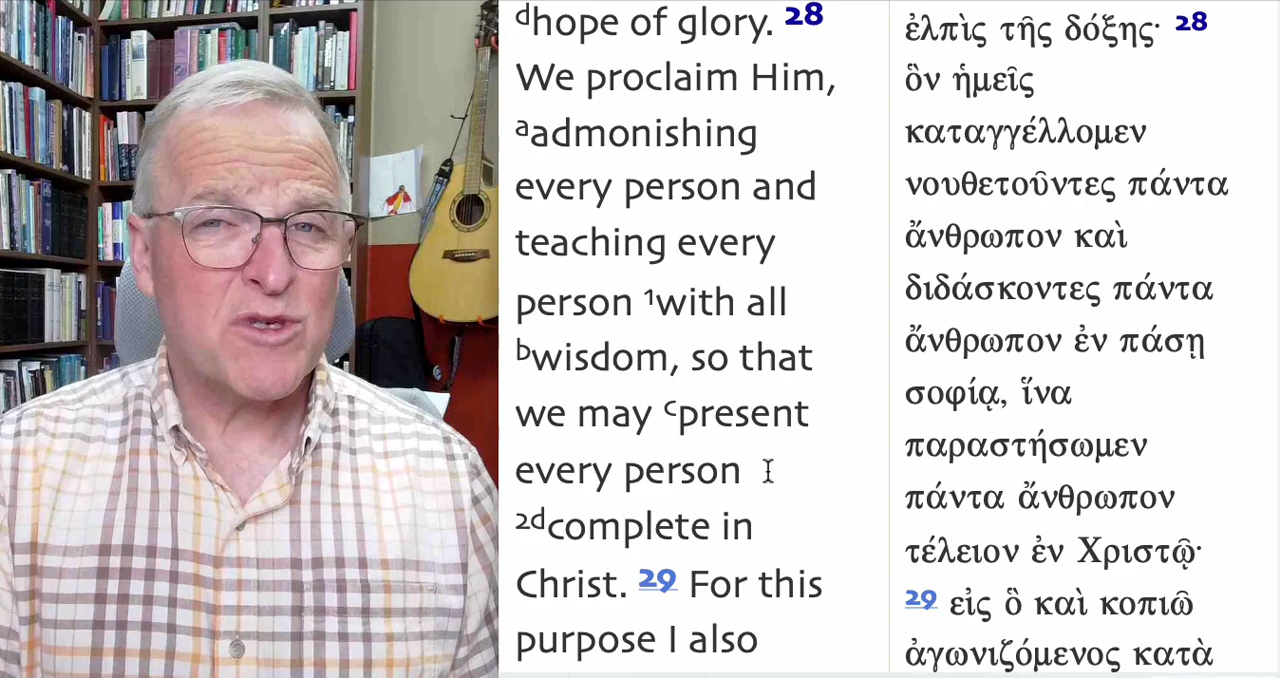 ᵈhope of glory. 28
We proclaim Him,
ᵃadmonishing
every person and
teaching every
person ¹with all
ᵇwisdom, so that
we may ᶜpresent
every person
²ᵈcomplete in
Christ. 29 For this
purpose I also
ἐλπὶς τῆς δόξης· 28
ὃν ἡμεῖς
καταγγέλλομεν
νουθετοῦντες πάντα
ἄνθρωπον καὶ
διδάσκοντες πάντα
ἄνθρωπον ἐν πάσῃ
σοφίᾳ, ἵνα
παραστήσωμεν
πάντα ἄνθρωπον
τέλειον ἐν Χριστῷ·
29 εἰς ὃ καὶ κοπιῶ
ἀγωνιζόμενος κατὰ